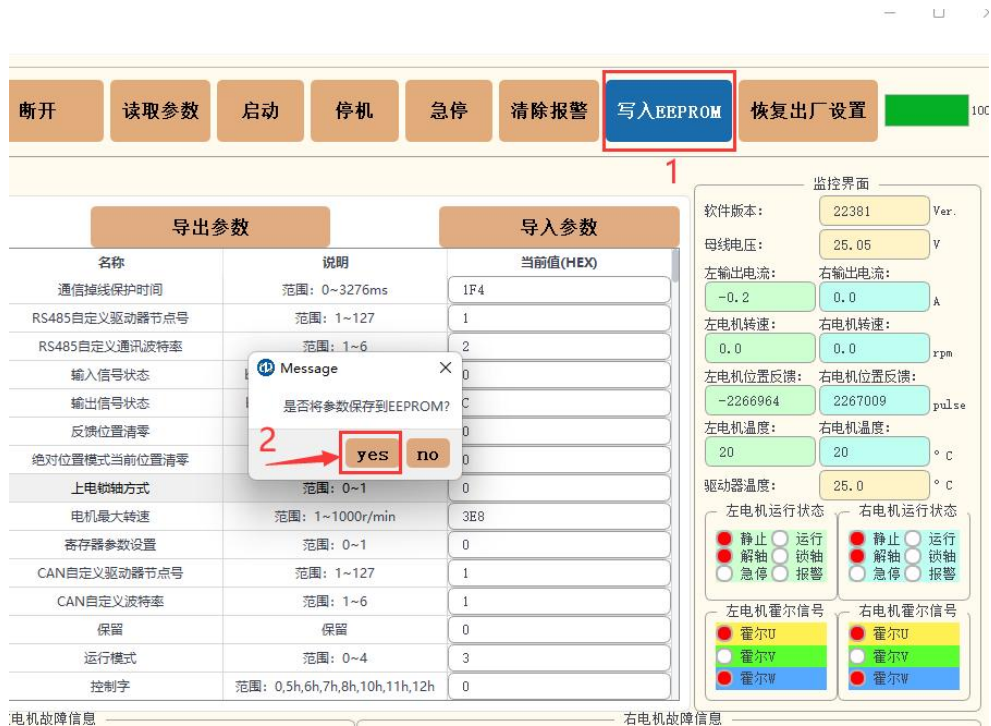 断开 读取参数 启动 停机 急停 清除报警 写入EEPROM 恢复出厂设置 100
1
导出参数 导入参数
名称 说明 当前值(HEX)
通信掉线保护时间 范围: 0~3276ms 1F4
RS485自定义驱动器节点号 范围: 1~127 1
RS485自定义通讯波特率 范围: 1~6 2
输入信号状态 0
输出信号状态 C
反馈位置清零 0
绝对位置模式当前位置清零 0
上电锁轴方式 范围: 0~1 0
电机最大转速 范围: 1~1000r/min 3E8
寄存器参数设置 范围: 0~1 0
CAN自定义驱动器节点号 范围: 1~127 1
CAN自定义波特率 范围: 1~6 1
保留 保留 0
运行模式 范围: 0~4 3
控制字 范围: 0,5h,6h,7h,8h,10h,11h,12h 0
Message
是否将参数保存到EEPROM?
2
yes no
监控界面
软件版本: 22381 Ver.
母线电压: 25.05 V
左输出电流: 右输出电流:
-0.2 0.0 A
左电机转速: 右电机转速:
0.0 0.0 rpm
左电机位置反馈: 右电机位置反馈:
-2266964 2267009 pulse
左电机温度: 右电机温度:
20 20 ° C
驱动器温度: 25.0 ° C
左电机运行状态 右电机运行状态
静止 运行 静止 运行
解轴 锁轴 解轴 锁轴
急停 报警 急停 报警
左电机霍尔信号 右电机霍尔信号
霍尔U 霍尔U
霍尔V 霍尔V
霍尔W 霍尔W
电机故障信息 右电机故障信息